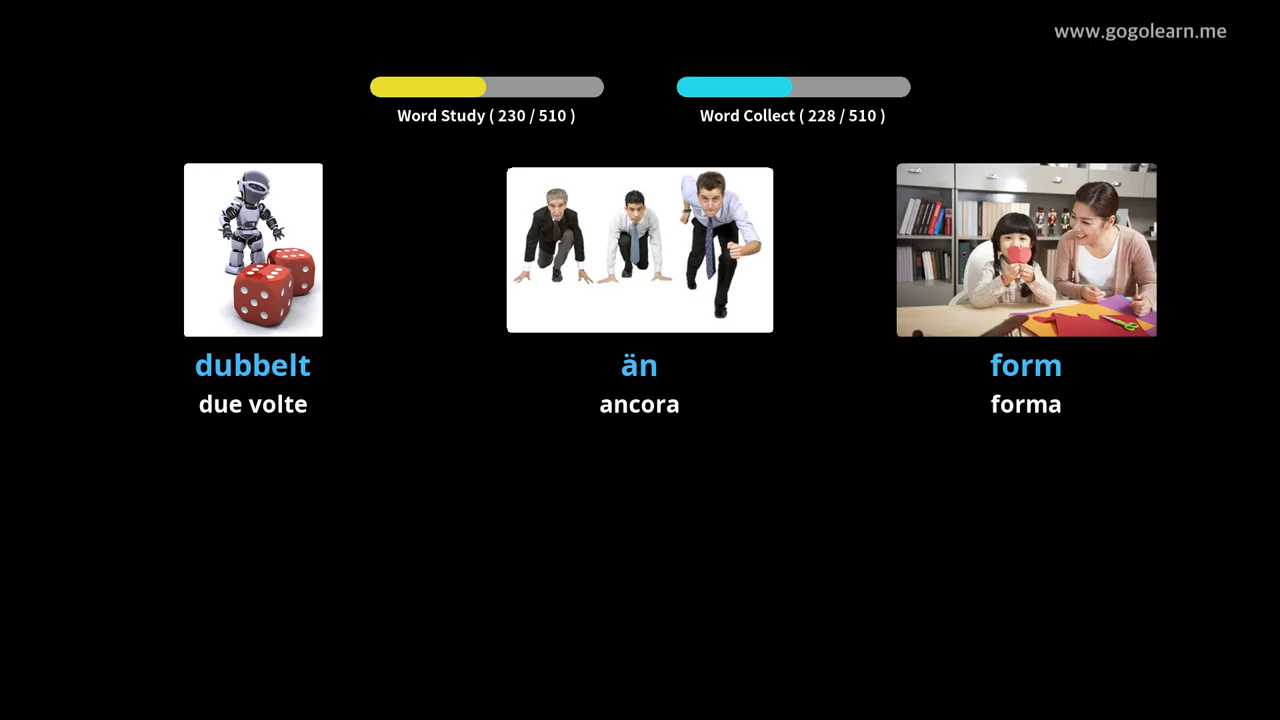 www.gogolearn.me
Word Study ( 230 / 510 )
Word Collect ( 228 / 510 )
dubbelt
due volte
än
ancora
form
forma